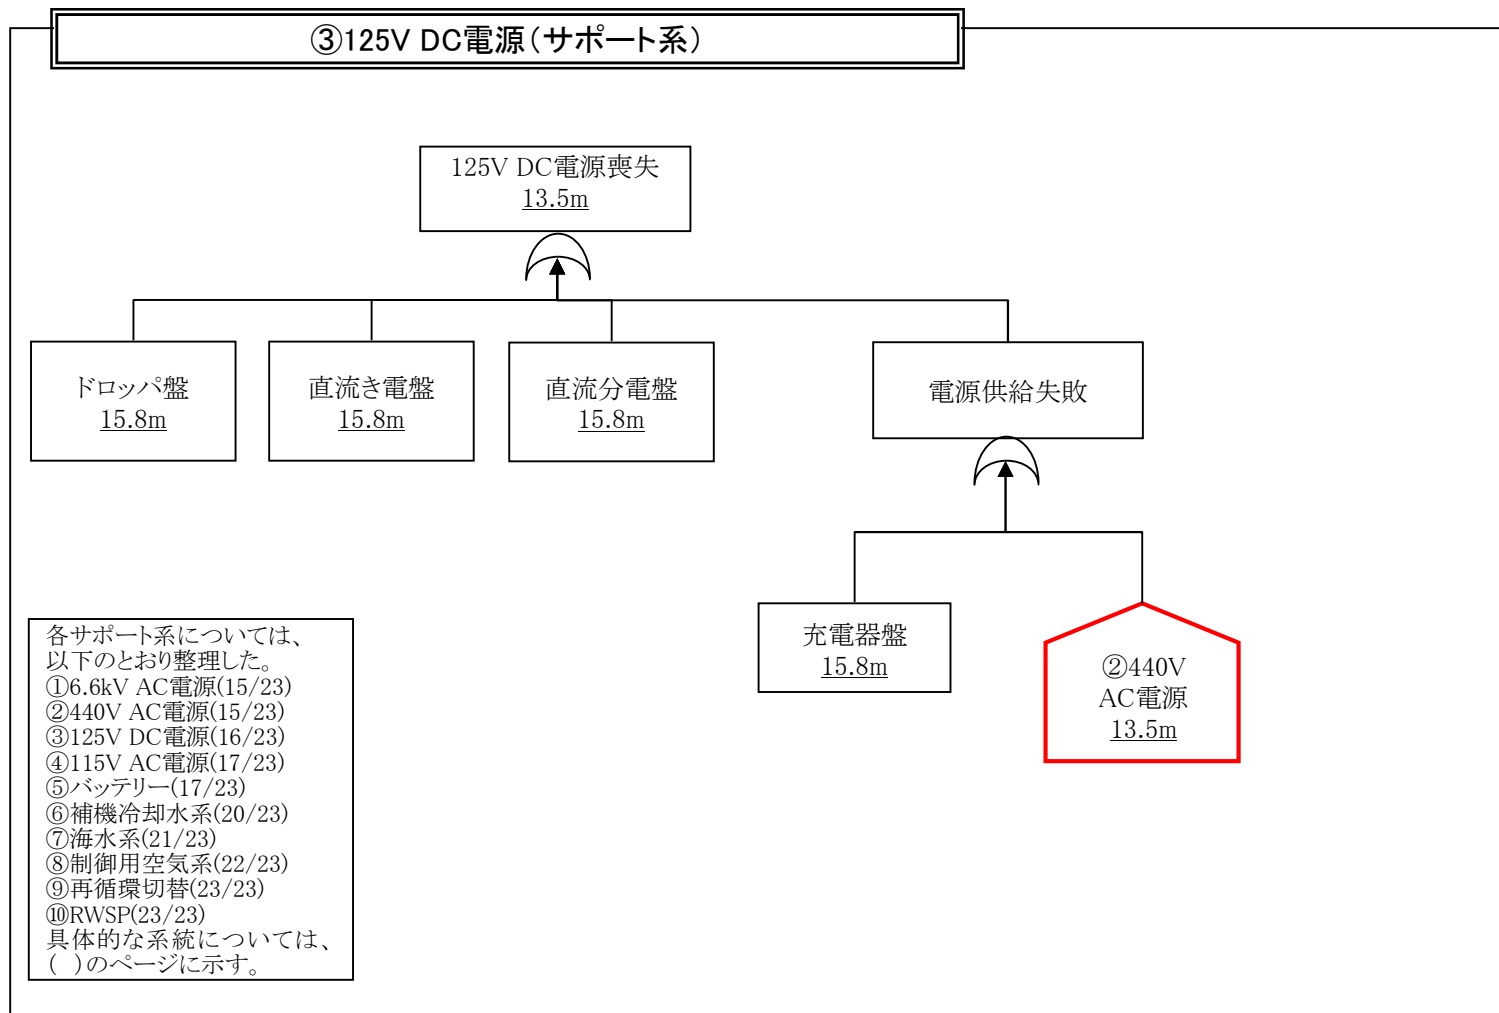 ③125V DC電源（サポート系）
125V DC電源喪失
13.5m
ドロッパ盤
15.8m
直流き電盤
15.8m
直流分電盤
15.8m
電源供給失敗
充電器盤
15.8m
②440V
AC電源
13.5m
各サポート系については、
以下のとおり整理した。
①6.6kV AC電源(15/23)
②440V AC電源(15/23)
③125V DC電源(16/23)
④115V AC電源(17/23)
⑤バッテリー(17/23)
⑥補機冷却水系(20/23)
⑦海水系(21/23)
⑧制御用空気系(22/23)
⑨再循環切替(23/23)
⑩RWSP(23/23)
具体的な系統については、
(　)のページに示す。